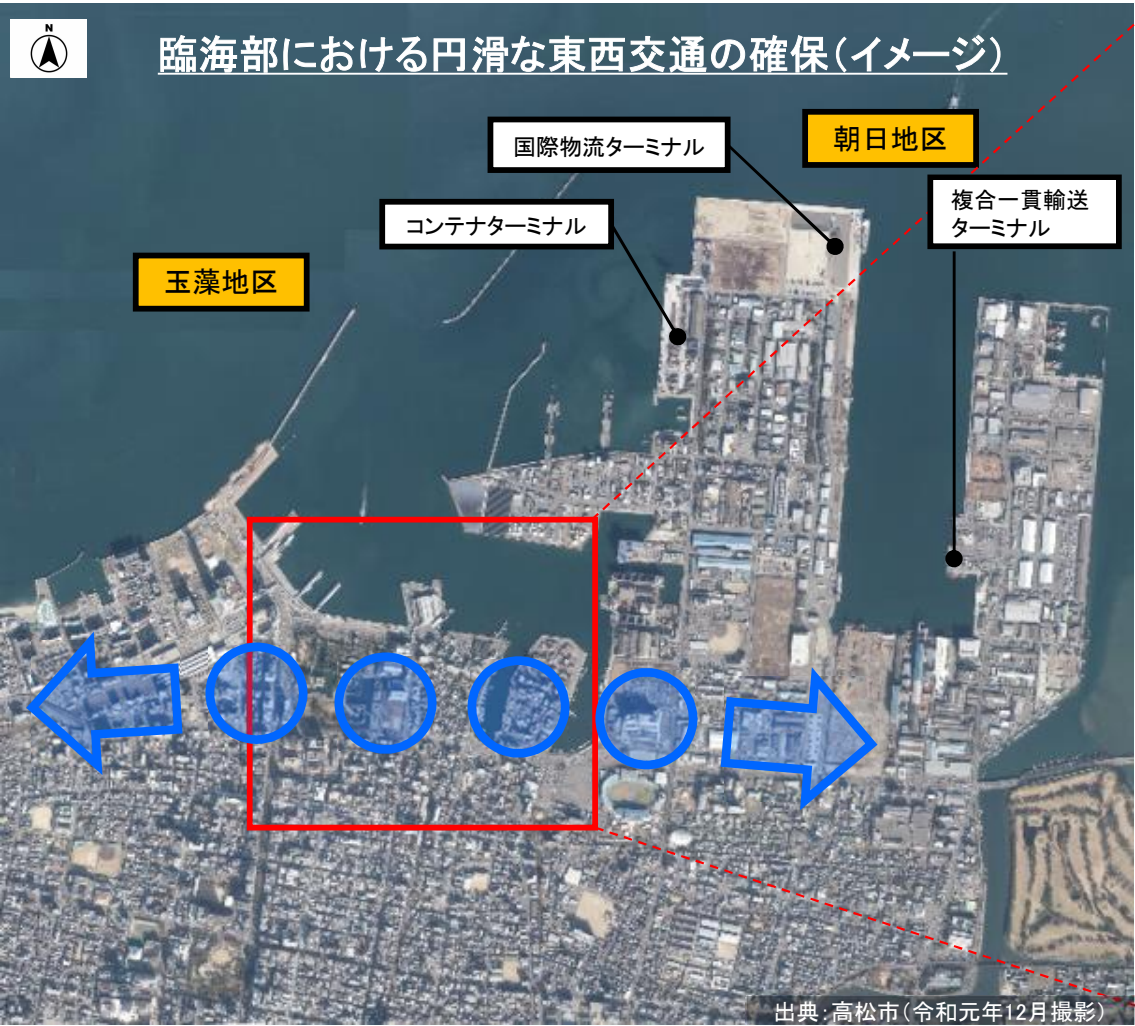 N
臨海部における円滑な東西交通の確保(イメージ)
国際物流ターミナル
朝日地区
複合一貫輸送
ターミナル
コンテナターミナル
玉藻地区
出典:高松市(令和元年12月撮影)